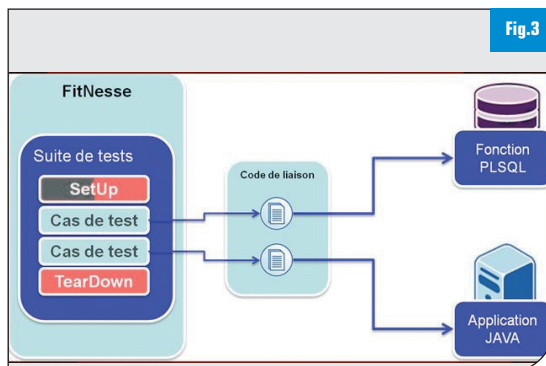 Fig.3
FitNesse
Suite de tests
SetUp
Cas de test
Cas de test
TearDown
Code de liaison
Fonction
PLSQL
Application
JAVA